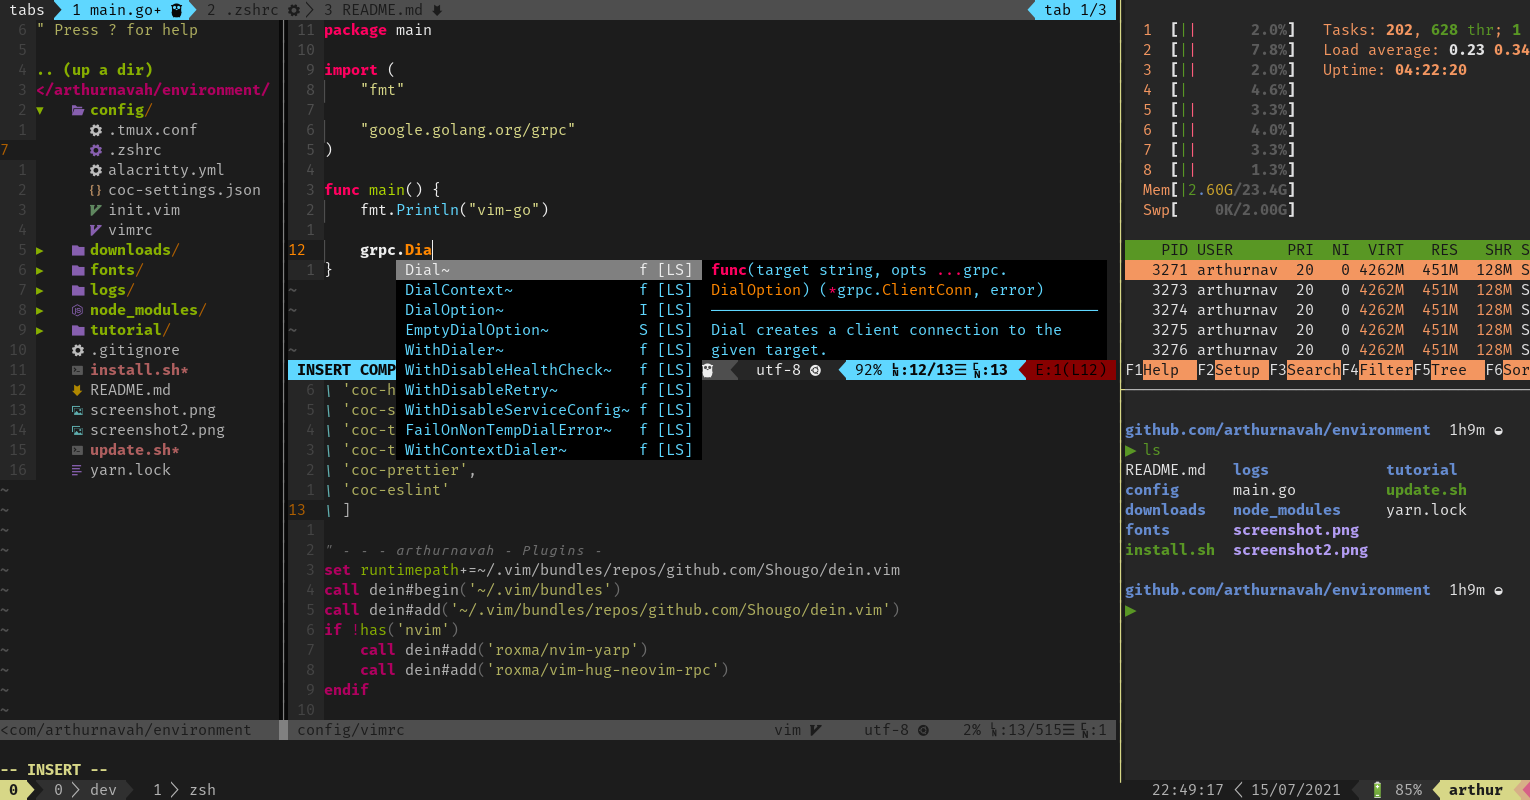 tabs 1 main.go+ 2 .zshrc 3 README.md tab 1/3
6 " Press ? for help
5
4 .. (up a dir)
3 </arthurnavah/environment/
2 ▾ config/
1 .tmux.conf
7 .zshrc
1 alacritty.yml
2 {} coc-settings.json
3 init.vim
4 vimrc
5 ▸ downloads/
6 ▸ fonts/
7 ▸ logs/
8 ▸ node_modules/
9 ▸ tutorial/
10 .gitignore
11 install.sh*
12 README.md
13 screenshot.png
14 screenshot2.png
15 update.sh*
16 yarn.lock
~
~
~
~
~
~
~
~
~
~
~
~
<com/arthurnavah/environment
11 package main
10
9 import (
8 "fmt"
7
6 "google.golang.org/grpc"
5 )
4
3 func main() {
2 fmt.Println("vim-go")
1
12 grpc.Dia
1 }
~
~
~
~
Dial~ f [LS]
DialContext~ f [LS]
DialOption~ I [LS]
EmptyDialOption~ S [LS]
WithDialer~ f [LS]
WithDisableHealthCheck~ f [LS]
WithDisableRetry~ f [LS]
WithDisableServiceConfig~ f [LS]
FailOnNonTempDialError~ f [LS]
WithContextDialer~ f [LS]
func(target string, opts ...grpc.
DialOption) (*grpc.ClientConn, error)
Dial creates a client connection to the
given target.
INSERT COMP utf-8 92% :12/13☰ :13 E:1(L12)
6 \ 'coc-h
5 \ 'coc-s
4 \ 'coc-t
3 \ 'coc-t
2 \ 'coc-prettier',
1 \ 'coc-eslint'
13 \ ]
1
2 " - - - arthurnavah - Plugins -
3 set runtimepath+=~/.vim/bundles/repos/github.com/Shougo/dein.vim
4 call dein#begin('~/.vim/bundles')
5 call dein#add('~/.vim/bundles/repos/github.com/Shougo/dein.vim')
6 if !has('nvim')
7 call dein#add('roxma/nvim-yarp')
8 call dein#add('roxma/vim-hug-neovim-rpc')
9 endif
10
config/vimrc vim utf-8 2% :13/515☰ :1
-- INSERT --
1 [|| 2.0%] Tasks: 202, 628 thr; 1
2 [|| 7.8%] Load average: 0.23 0.34
3 [|| 2.0%] Uptime: 04:22:20
4 [| 4.6%]
5 [|| 3.3%]
6 [|| 4.0%]
7 [|| 3.3%]
8 [|| 1.3%]
Mem[|2.60G/23.4G]
Swp[ 0K/2.00G]
PID USER PRI NI VIRT RES SHR S
3271 arthurnav 20 0 4262M 451M 128M S
3273 arthurnav 20 0 4262M 451M 128M S
3274 arthurnav 20 0 4262M 451M 128M S
3275 arthurnav 20 0 4262M 451M 128M S
3276 arthurnav 20 0 4262M 451M 128M S
F1Help F2Setup F3SearchF4FilterF5Tree F6Sor
github.com/arthurnavah/environment 1h9m
▶ ls
README.md logs tutorial
config main.go update.sh
downloads node_modules yarn.lock
fonts screenshot.png
install.sh screenshot2.png
github.com/arthurnavah/environment 1h9m
▶
0 0 dev 1 zsh 22:49:17 15/07/2021 85% arthur